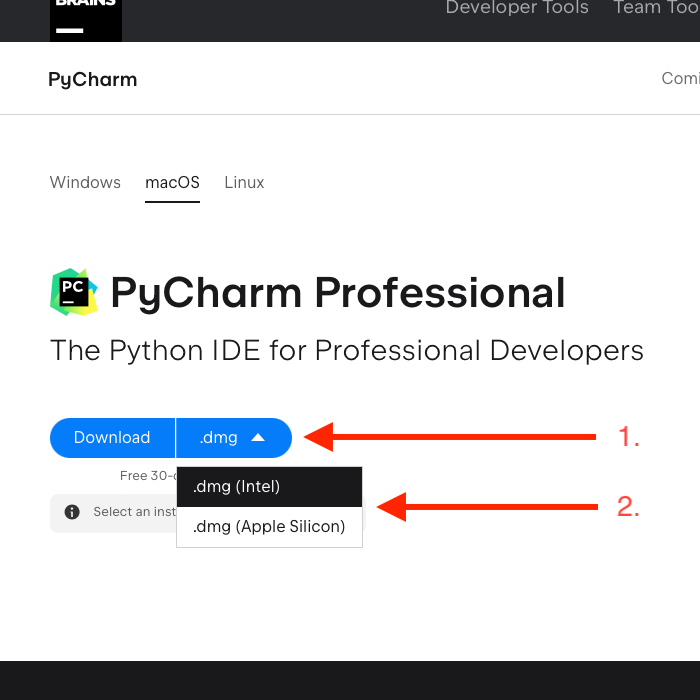 BRAINS
Developer Tools Team Too
PyCharm
Comi
Windows macOS Linux
PC
PyCharm Professional
The Python IDE for Professional Developers
Download .dmg
1.
Free 30-
.dmg (Intel)
Select an inst
2.
.dmg (Apple Silicon)